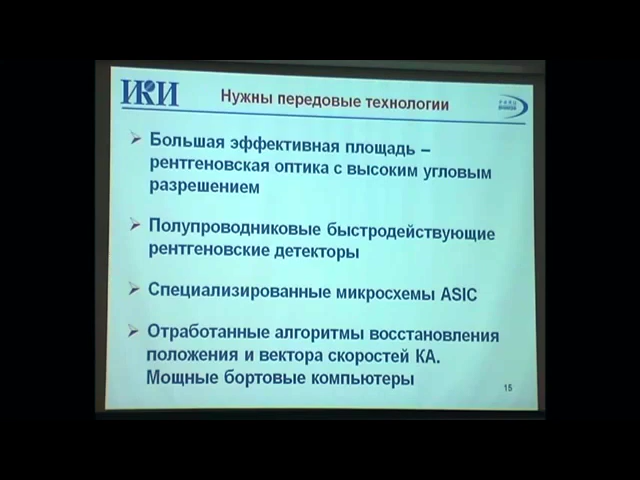 ИКИ
Нужны передовые технологии
Большая эффективная площадь –
рентгеновская оптика с высоким угловым
разрешением
Полупроводниковые быстродействующие
рентгеновские детекторы
Специализированные микросхемы ASIC
Отработанные алгоритмы восстановления
положения и вектора скоростей КА.
Мощные бортовые компьютеры
15